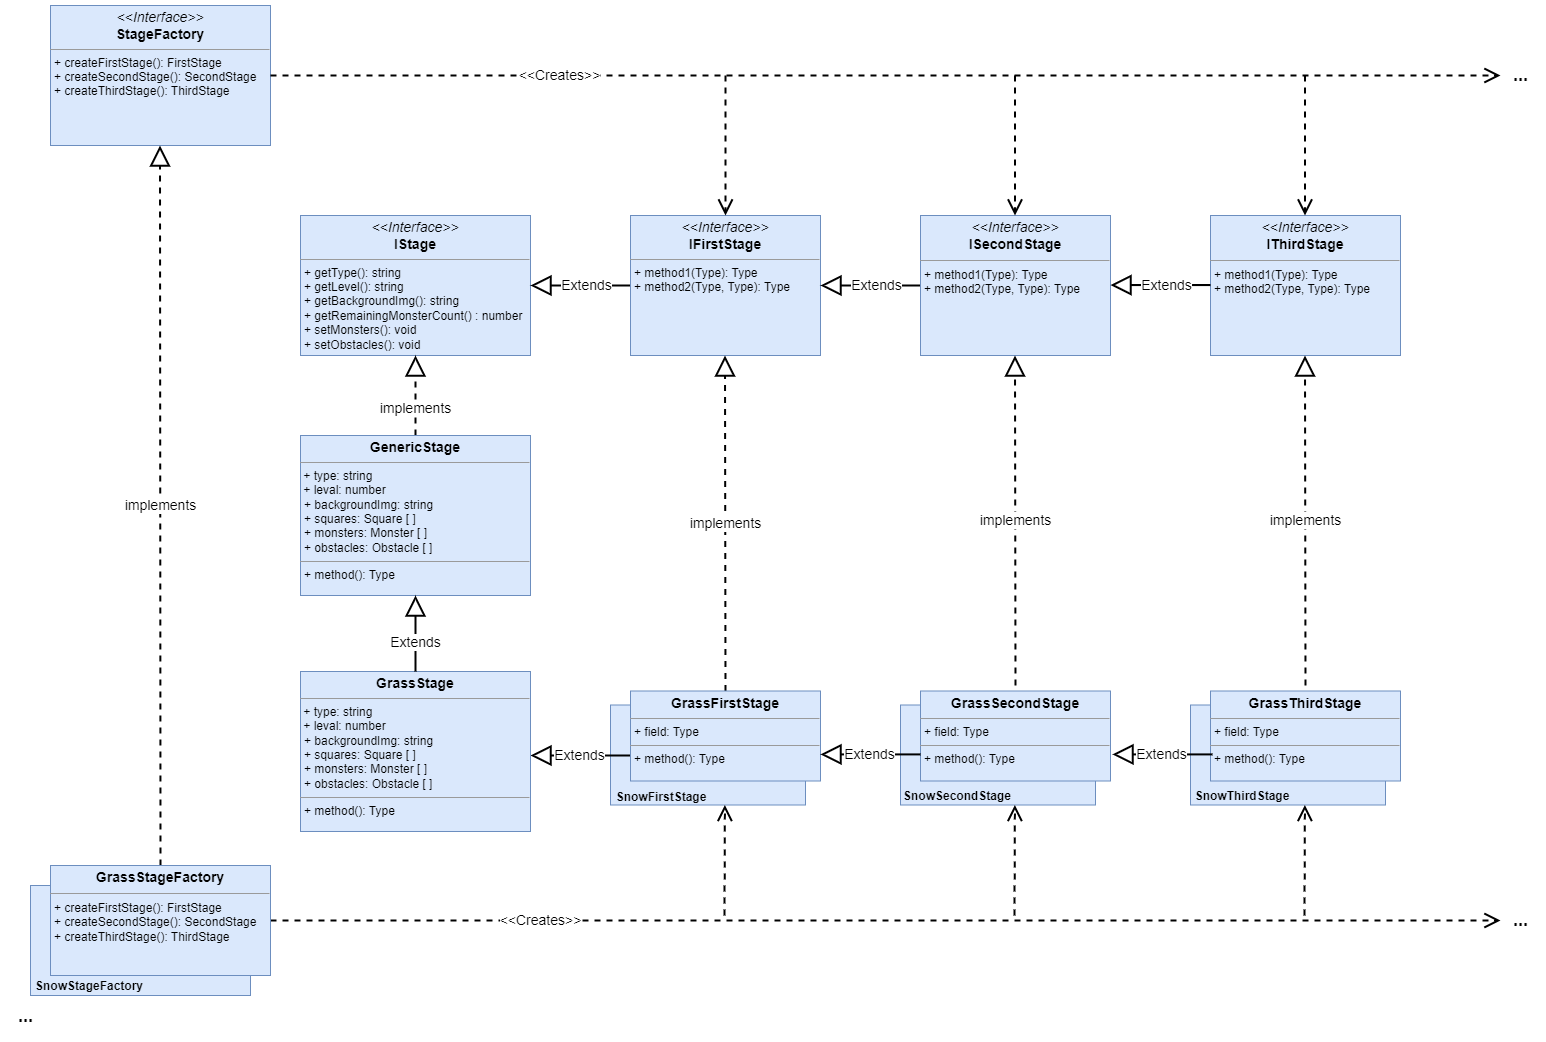 <<Interface>>
StageFactory
+ createFirstStage(): FirstStage
+ createSecondStage(): SecondStage
+ createThirdStage(): ThirdStage
<<Creates>>
...
<<Interface>>
IStage
+ getType(): string
+ getLevel(): string
+ getBackgroundImg(): string
+ getRemainingMonsterCount() : number
+ setMonsters(): void
+ setObstacles(): void
Extends
<<Interface>>
IFirstStage
+ method1(Type): Type
+ method2(Type, Type): Type
Extends
<<Interface>>
ISecondStage
+ method1(Type): Type
+ method2(Type, Type): Type
Extends
<<Interface>>
IThirdStage
+ method1(Type): Type
+ method2(Type, Type): Type
implements
implements
GenericStage
+ type: string
+ leval: number
+ backgroundImg: string
+ squares: Square [ ]
+ monsters: Monster [ ]
+ obstacles: Obstacle [ ]
+ method(): Type
implements
implements
implements
Extends
GrassStage
+ type: string
+ leval: number
+ backgroundImg: string
+ squares: Square [ ]
+ monsters: Monster [ ]
+ obstacles: Obstacle [ ]
+ method(): Type
Extends
GrassFirstStage
+ field: Type
+ method(): Type
SnowFirstStage
Extends
GrassSecondStage
+ field: Type
+ method(): Type
SnowSecondStage
Extends
GrassThirdStage
+ field: Type
+ method(): Type
SnowThirdStage
GrassStageFactory
+ createFirstStage(): FirstStage
+ createSecondStage(): SecondStage
+ createThirdStage(): ThirdStage
SnowStageFactory
<<Creates>>
...
...